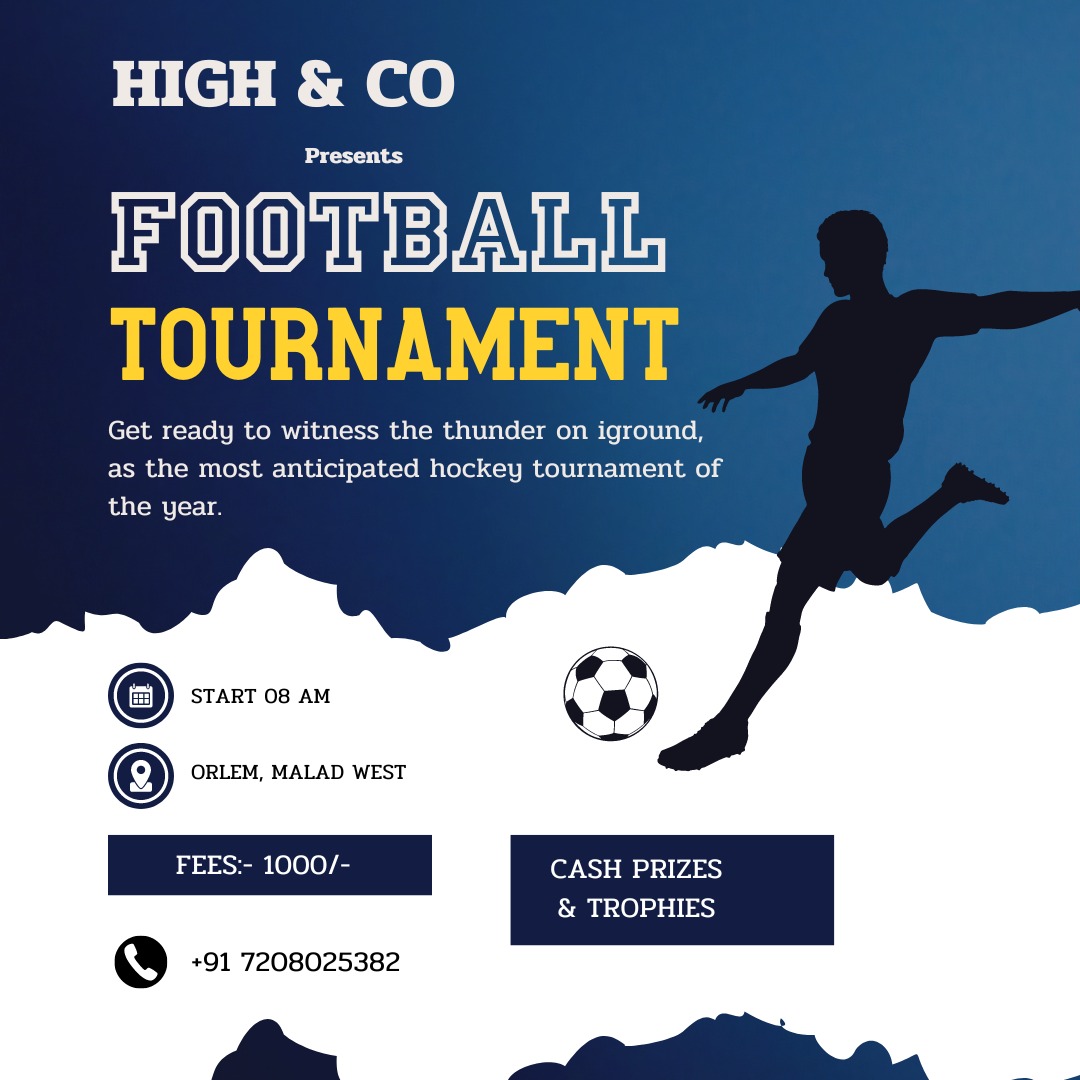 HIGH & CO
Presents
FOOTBALL
TOURNAMENT
Get ready to witness the thunder on iground,
as the most anticipated hockey tournament of
the year.
START 08 AM
ORLEM, MALAD WEST
FEES:- 1000/-
CASH PRIZES
& TROPHIES
+91 7208025382